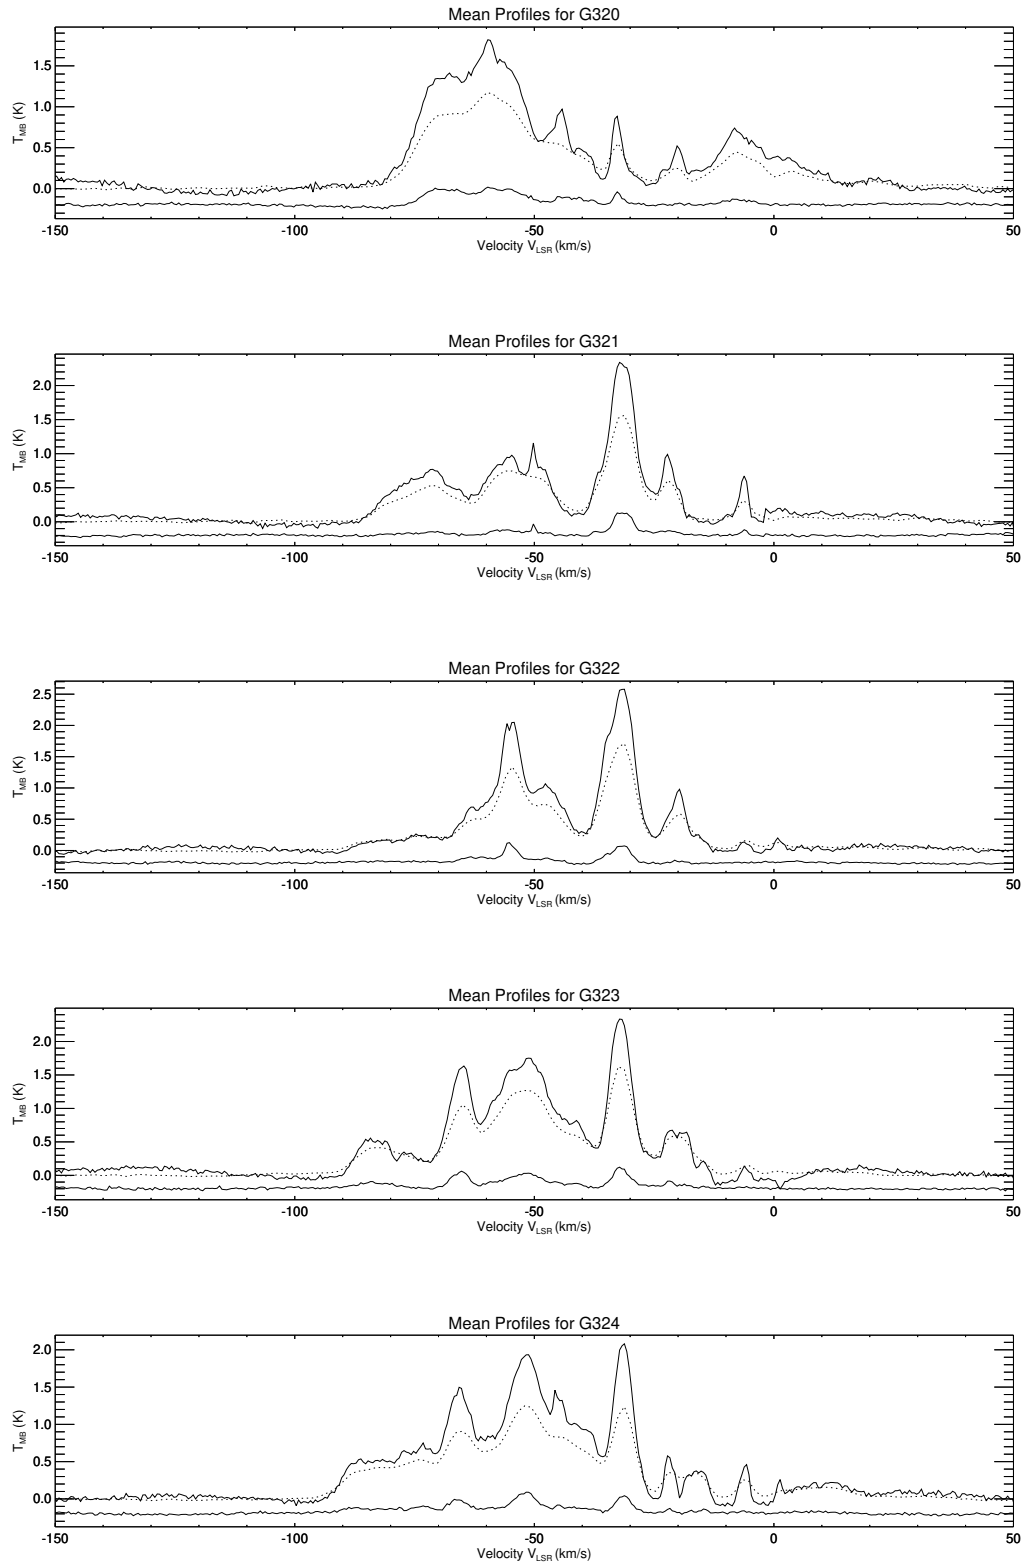 Mean Profiles for G320
T_MB (K)
1.5
1.0
0.5
0.0
-150 -100 -50 0 50
Velocity V_LSR (km/s)
Mean Profiles for G321
T_MB (K)
2.0
1.5
1.0
0.5
0.0
-150 -100 -50 0 50
Velocity V_LSR (km/s)
Mean Profiles for G322
T_MB (K)
2.5
2.0
1.5
1.0
0.5
0.0
-150 -100 -50 0 50
Velocity V_LSR (km/s)
Mean Profiles for G323
T_MB (K)
2.0
1.5
1.0
0.5
0.0
-150 -100 -50 0 50
Velocity V_LSR (km/s)
Mean Profiles for G324
T_MB (K)
2.0
1.5
1.0
0.5
0.0
-150 -100 -50 0 50
Velocity V_LSR (km/s)